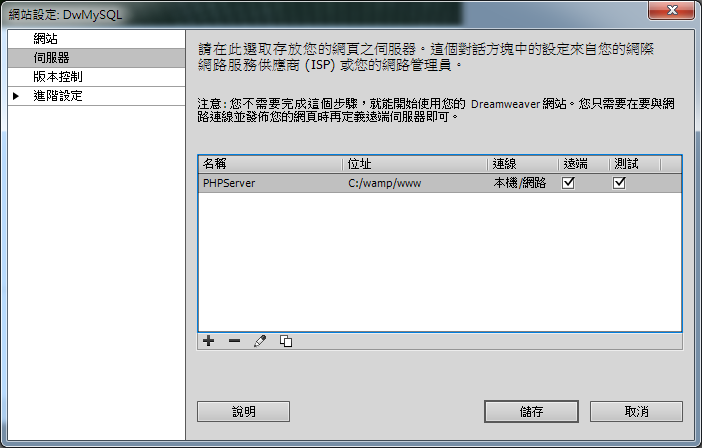 網站設定: DwMySQL
網站
伺服器
版本控制
進階設定
請在此選取存放您的網頁之伺服器。這個對話方塊中的設定來自您的網際
網路服務供應商 (ISP) 或您的網路管理員。
注意：您不需要完成這個步驟，就能開始使用您的 Dreamweaver 網站。您只需要在要與網
路連線並發佈您的網頁時再定義遠端伺服器即可。
名稱 位址 連線 遠端 測試
PHPServer C:/wamp/www 本機/網路
說明 儲存 取消